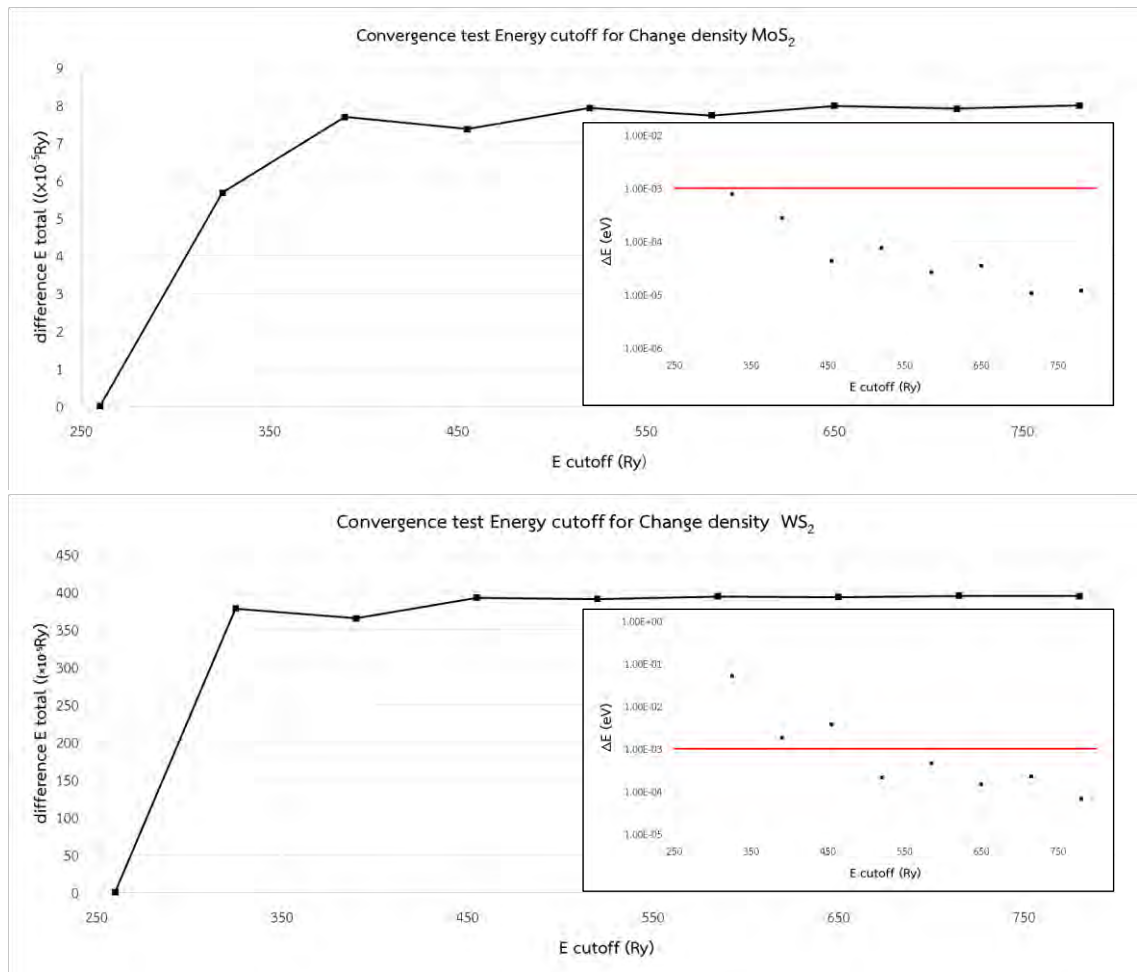 Convergence test Energy cutoff for Change density MoS₂
difference E total ((×10⁻⁵Ry)
9
8
7
6
5
4
3
2
1
0
250 350 450 550 650 750
E cutoff (Ry)
ΔE (eV)
1.00E-02
1.00E-03
1.00E-04
1.00E-05
1.00E-06
250 350 450 550 650 750
E cutoff (Ry)
Convergence test Energy cutoff for Change density WS₂
difference E total
450
400
350
300
250
200
150
100
50
0
250 350 450 550 650 750
E cutoff (Ry)
ΔE (eV)
1.00E+00
1.00E-01
1.00E-02
1.00E-03
1.00E-04
1.00E-05
250 350 450 550 650 750
E cutoff (Ry)